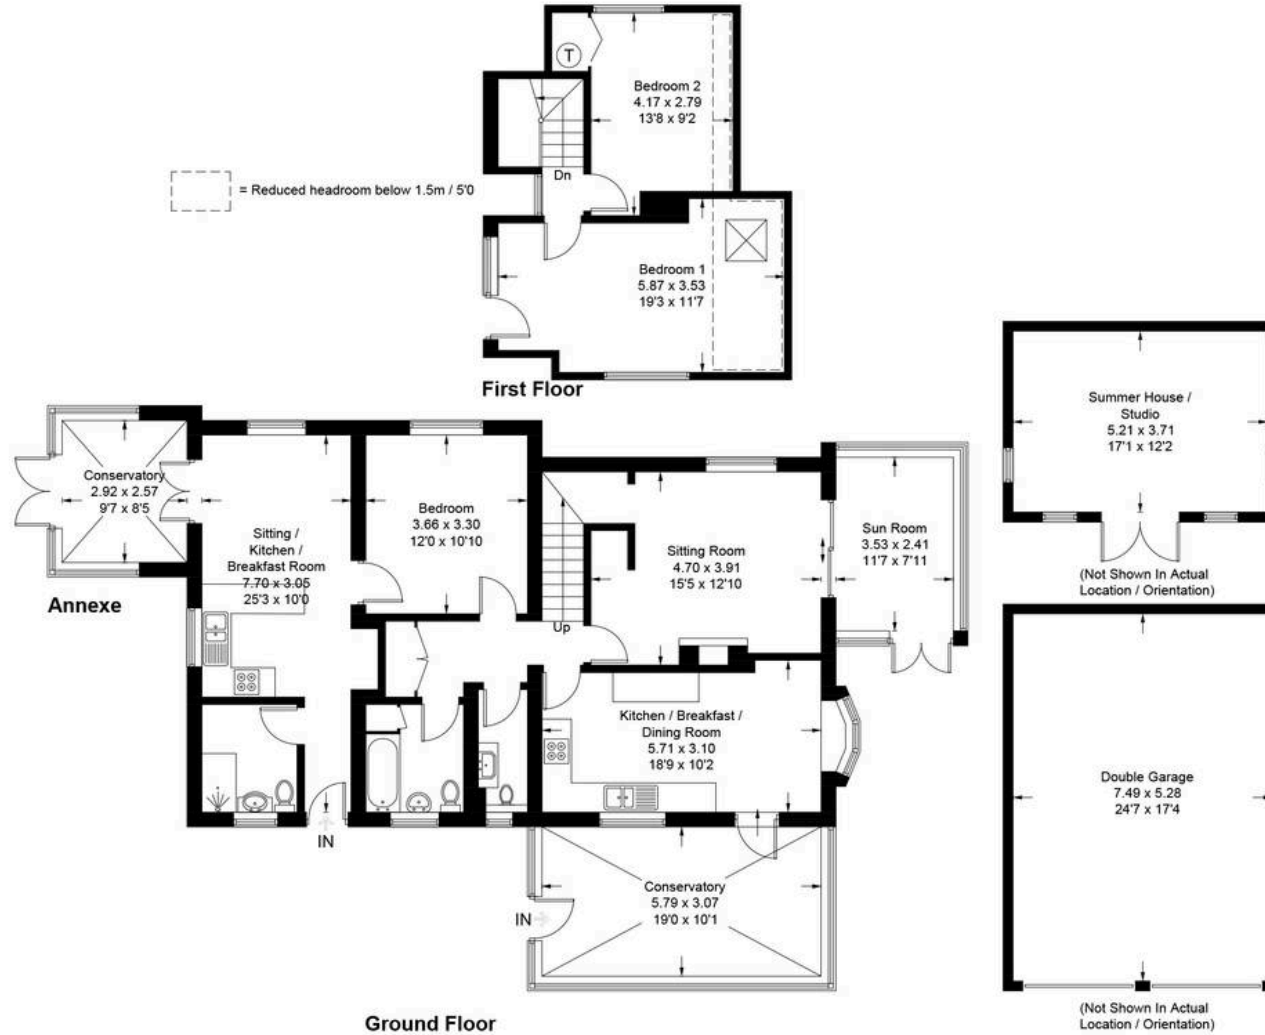 T
Bedroom 2
4.17 x 2.79
13'8 x 9'2
Dn
= Reduced headroom below 1.5m / 5'0
Bedroom 1
5.87 x 3.53
19'3 x 11'7
First Floor
Conservatory
2.92 x 2.57
9'7 x 8'5
Annexe
Sitting /
Kitchen /
Breakfast Room
7.70 x 3.05
25'3 x 10'0
Bedroom
3.66 x 3.30
12'0 x 10'10
Up
Sitting Room
4.70 x 3.91
15'5 x 12'10
Sun Room
3.53 x 2.41
11'7 x 7'11
Kitchen / Breakfast /
Dining Room
5.71 x 3.10
18'9 x 10'2
IN
Conservatory
5.79 x 3.07
19'0 x 10'1
IN
Ground Floor
Summer House /
Studio
5.21 x 3.71
17'1 x 12'2
(Not Shown In Actual
Location / Orientation)
Double Garage
7.49 x 5.28
24'7 x 17'4
(Not Shown In Actual
Location / Orientation)